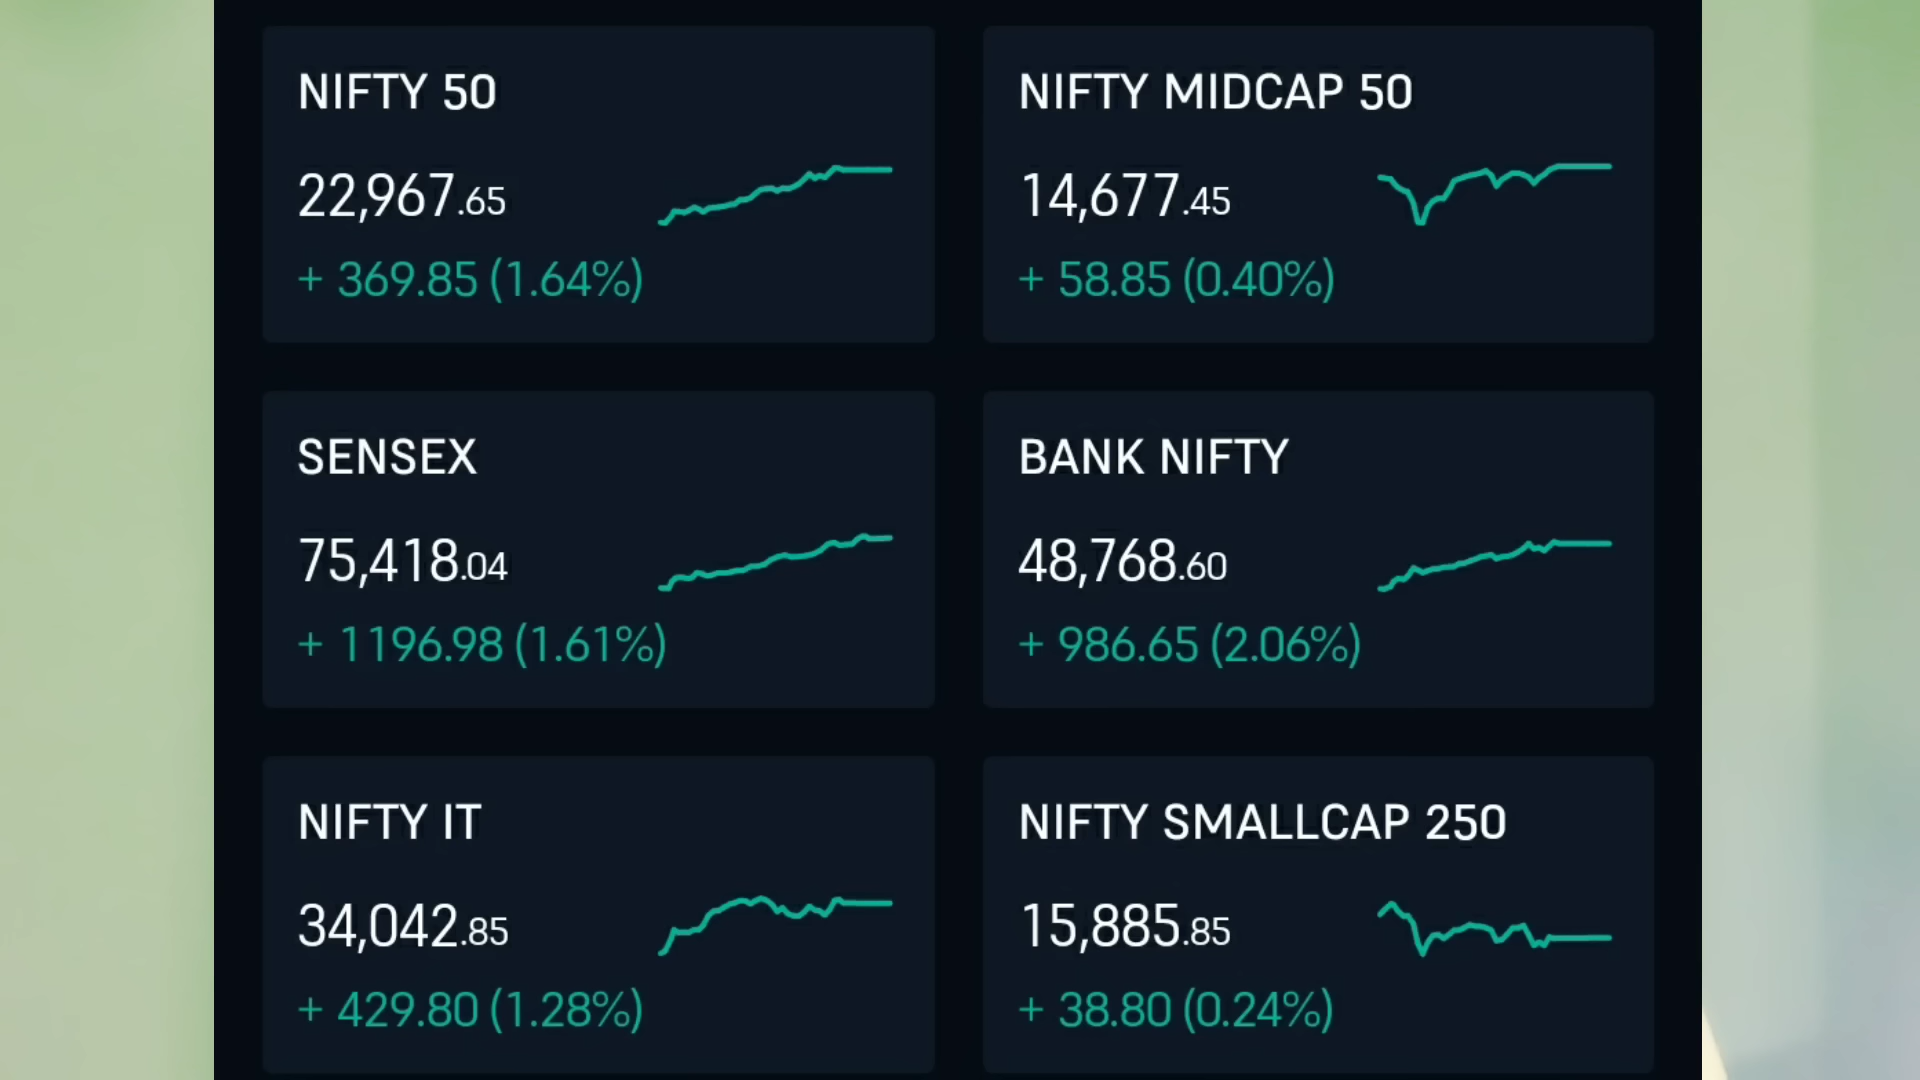 NIFTY 50
22,967.65
+ 369.85 (1.64%)
NIFTY MIDCAP 50
14,677.45
+ 58.85 (0.40%)
SENSEX
75,418.04
+ 1196.98 (1.61%)
BANK NIFTY
48,768.60
+ 986.65 (2.06%)
NIFTY IT
34,042.85
+ 429.80 (1.28%)
NIFTY SMALLCAP 250
15,885.85
+ 38.80 (0.24%)